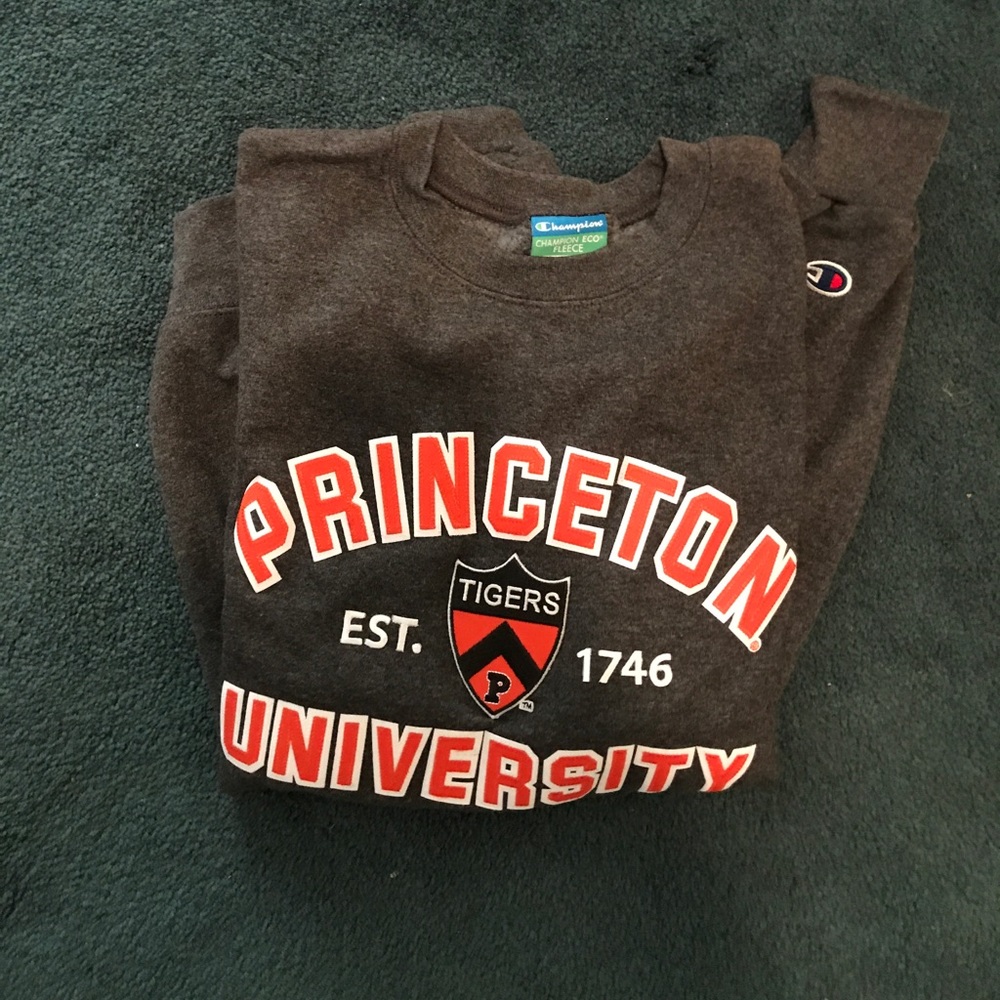 Champion
CHAMPION ECO®
FLEECE
PRINCETON®
TIGERS
EST. 1746
P
TM
UNIVERSITY